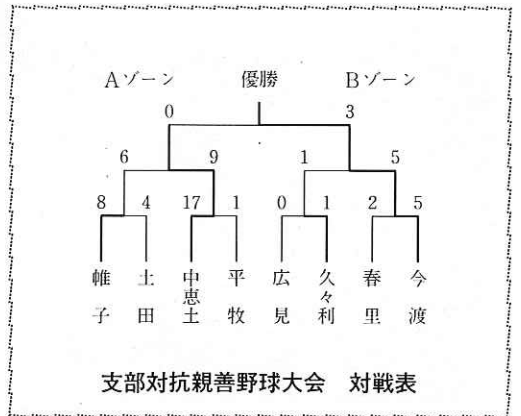 Aゾーン 優勝 Bゾーン
0 3
6 9 1 5
8 4 17 1 0 1 2 5
帷子 土田 中恵土 平牧 広見 久々利 春里 今渡
支部対抗親善野球大会 対戦表